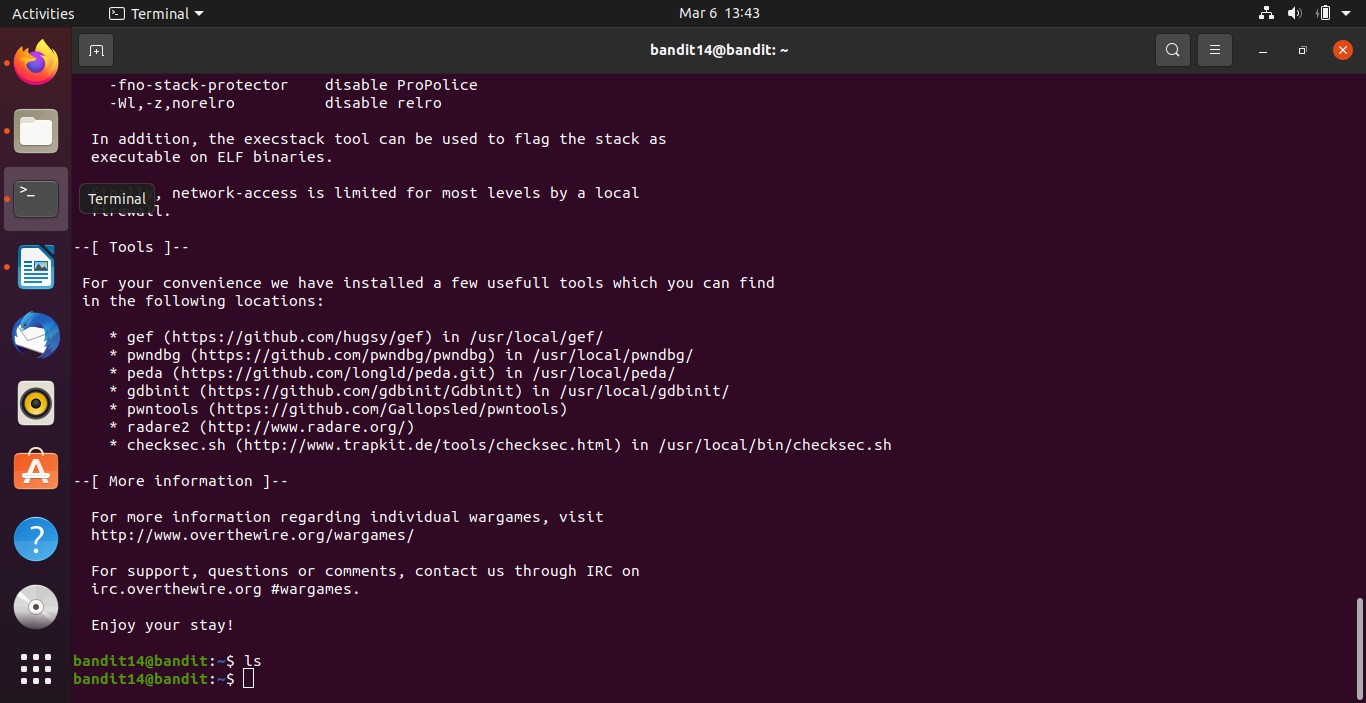 Activities
Terminal
Mar 6 13:43
bandit14@bandit: ~
-fno-stack-protector disable ProPolice
-Wl,-z,norelro disable relro
In addition, the execstack tool can be used to flag the stack as
executable on ELF binaries.
, network-access is limited for most levels by a local
Terminal
firewall.
--[ Tools ]--
For your convenience we have installed a few usefull tools which you can find
in the following locations:
* gef (https://github.com/hugsy/gef) in /usr/local/gef/
* pwndbg (https://github.com/pwndbg/pwndbg) in /usr/local/pwndbg/
* peda (https://github.com/longld/peda.git) in /usr/local/peda/
* gdbinit (https://github.com/gdbinit/Gdbinit) in /usr/local/gdbinit/
* pwntools (https://github.com/Gallopsled/pwntools)
* radare2 (http://www.radare.org/)
* checksec.sh (http://www.trapkit.de/tools/checksec.html) in /usr/local/bin/checksec.sh
--[ More information ]--
For more information regarding individual wargames, visit
http://www.overthewire.org/wargames/
For support, questions or comments, contact us through IRC on
irc.overthewire.org #wargames.
Enjoy your stay!
bandit14@bandit:~$ ls
bandit14@bandit:~$